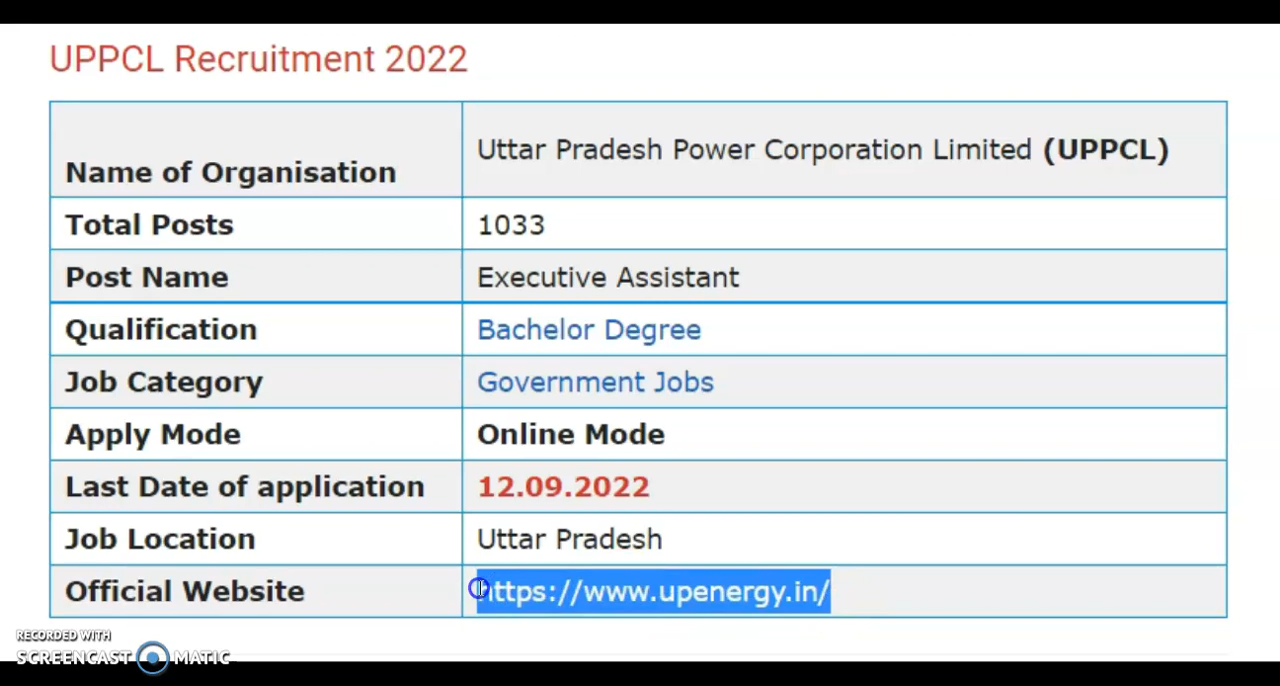 UPPCL Recruitment 2022
Name of Organisation Uttar Pradesh Power Corporation Limited (UPPCL)
Total Posts 1033
Post Name Executive Assistant
Qualification Bachelor Degree
Job Category Government Jobs
Apply Mode Online Mode
Last Date of application 12.09.2022
Job Location Uttar Pradesh
Official Website https://www.upenergy.in/
RECORDED WITH
SCREENCAST MATIC